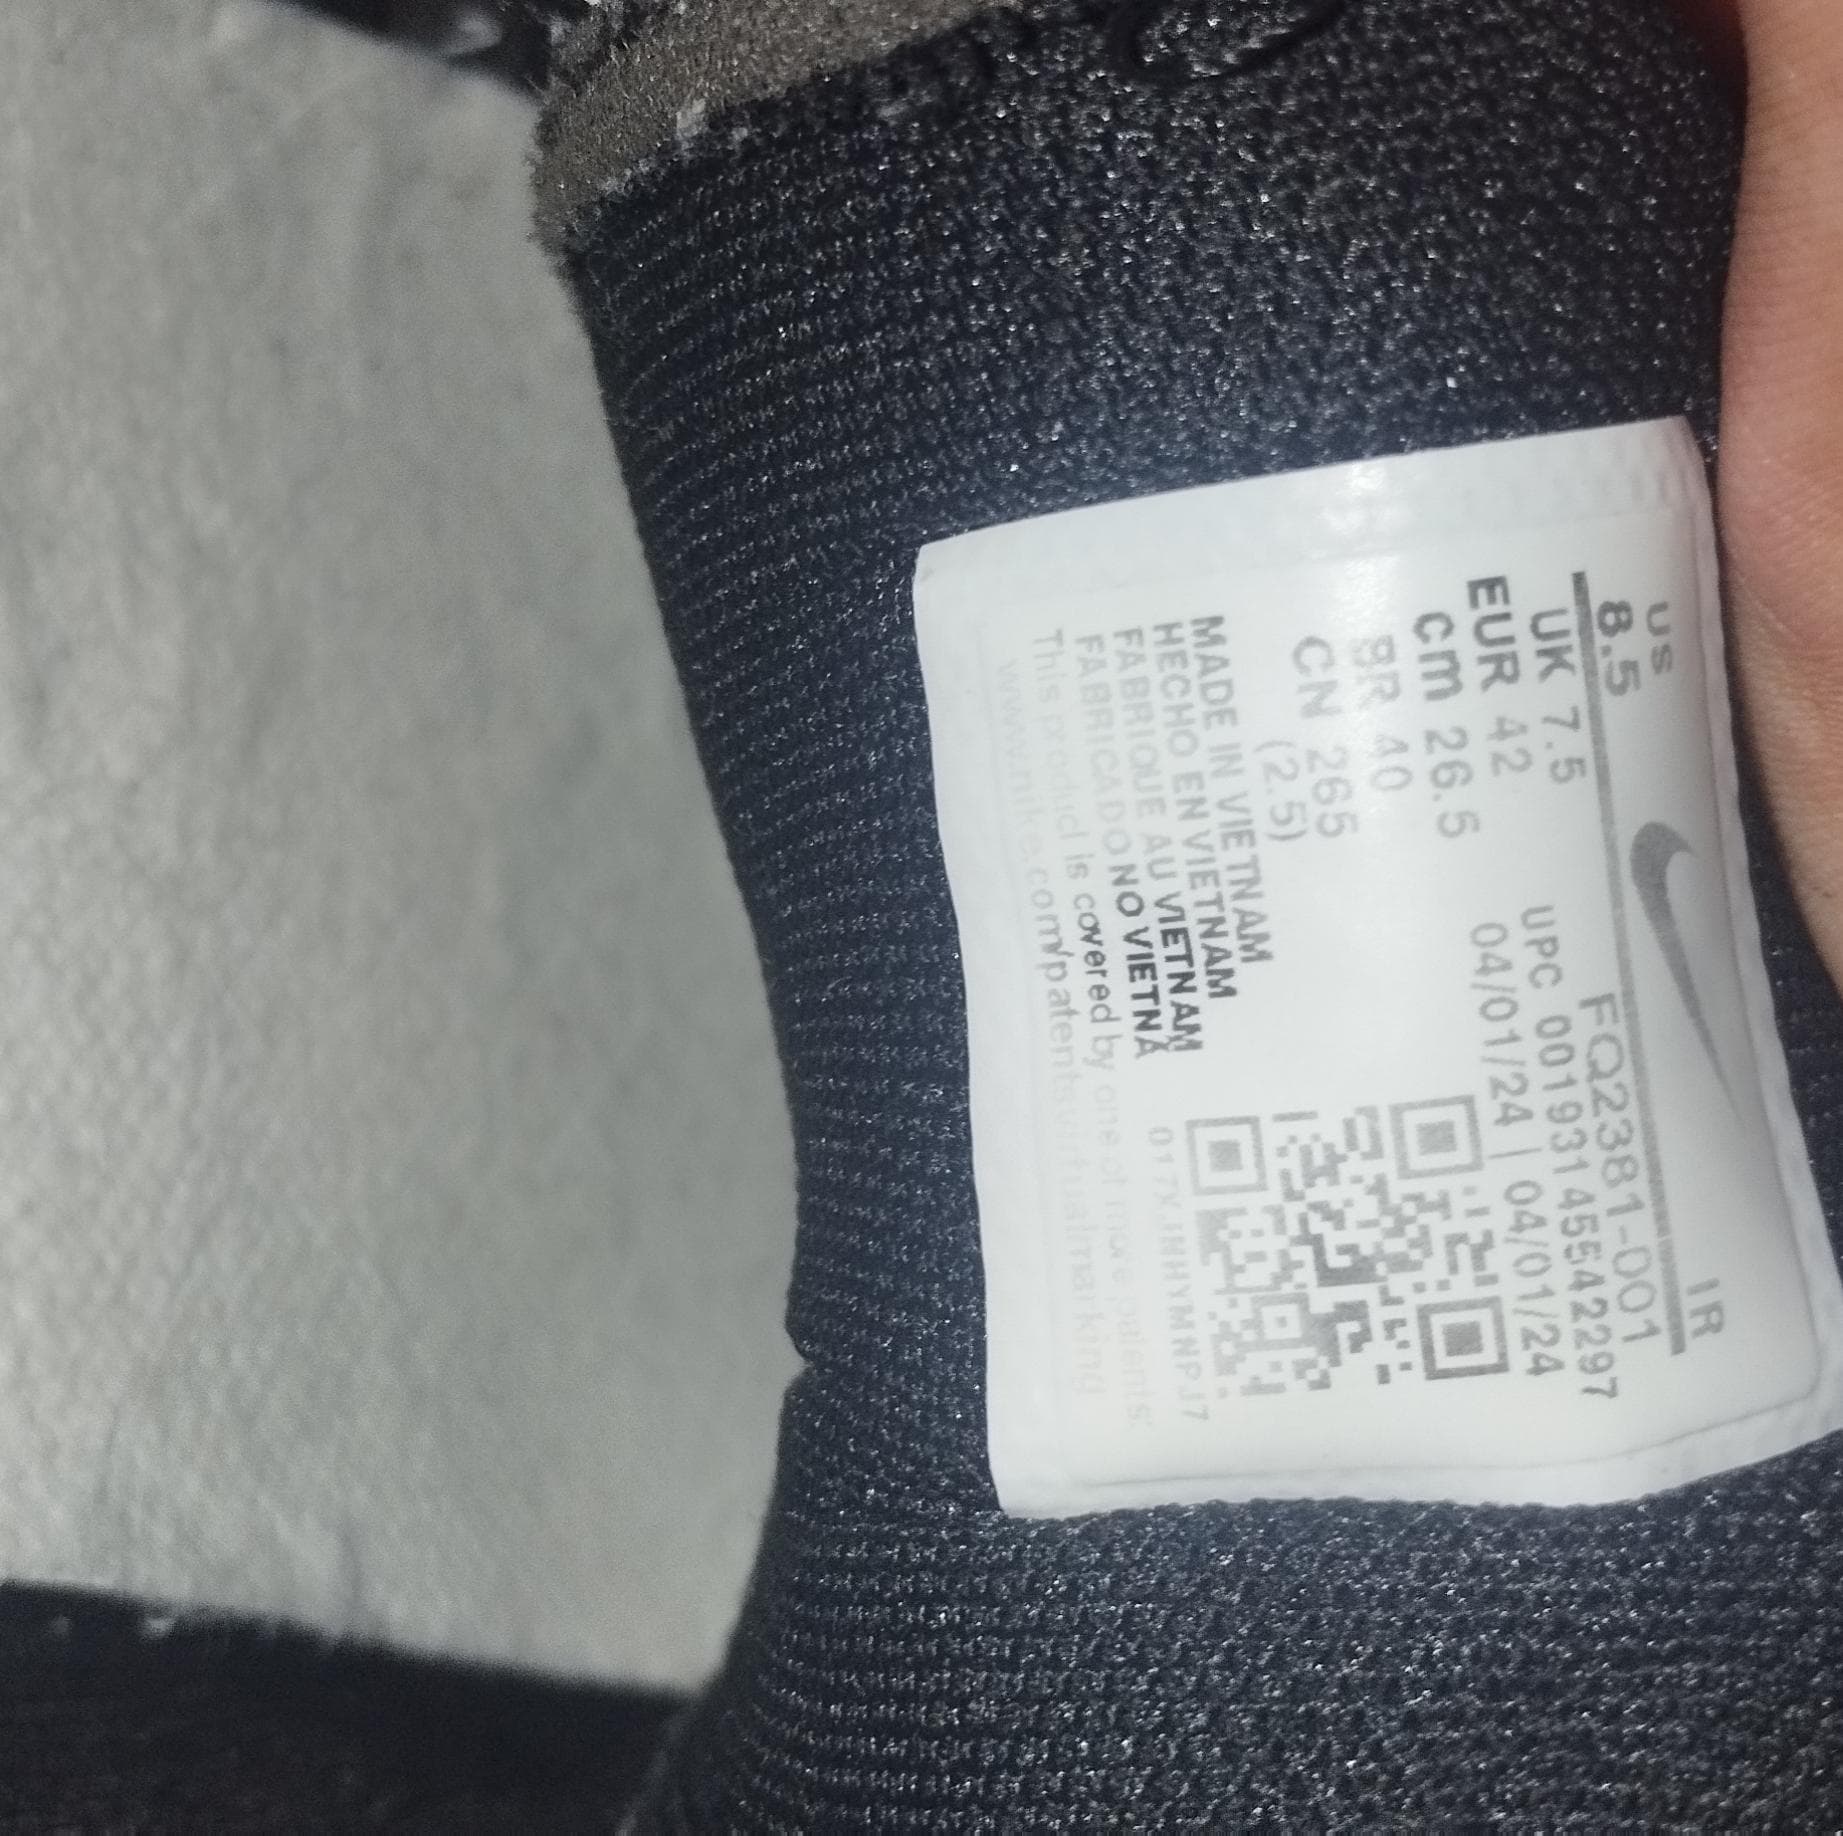 US
8.5
IR
UK 7.5
EUR 42
cm 26.5
BR 40
CN 265
(2.5)
FQ2381-001
UPC 00193145542297
04/01/24 | 04/01/24
MADE IN VIETNAM
HECHO EN VIETNAM
FABRIQUE AU VIETNAM
FABRICADO NO VIETNÃ
This product is covered by one of more patents.
www.nike.com/patentsvirtualmarking